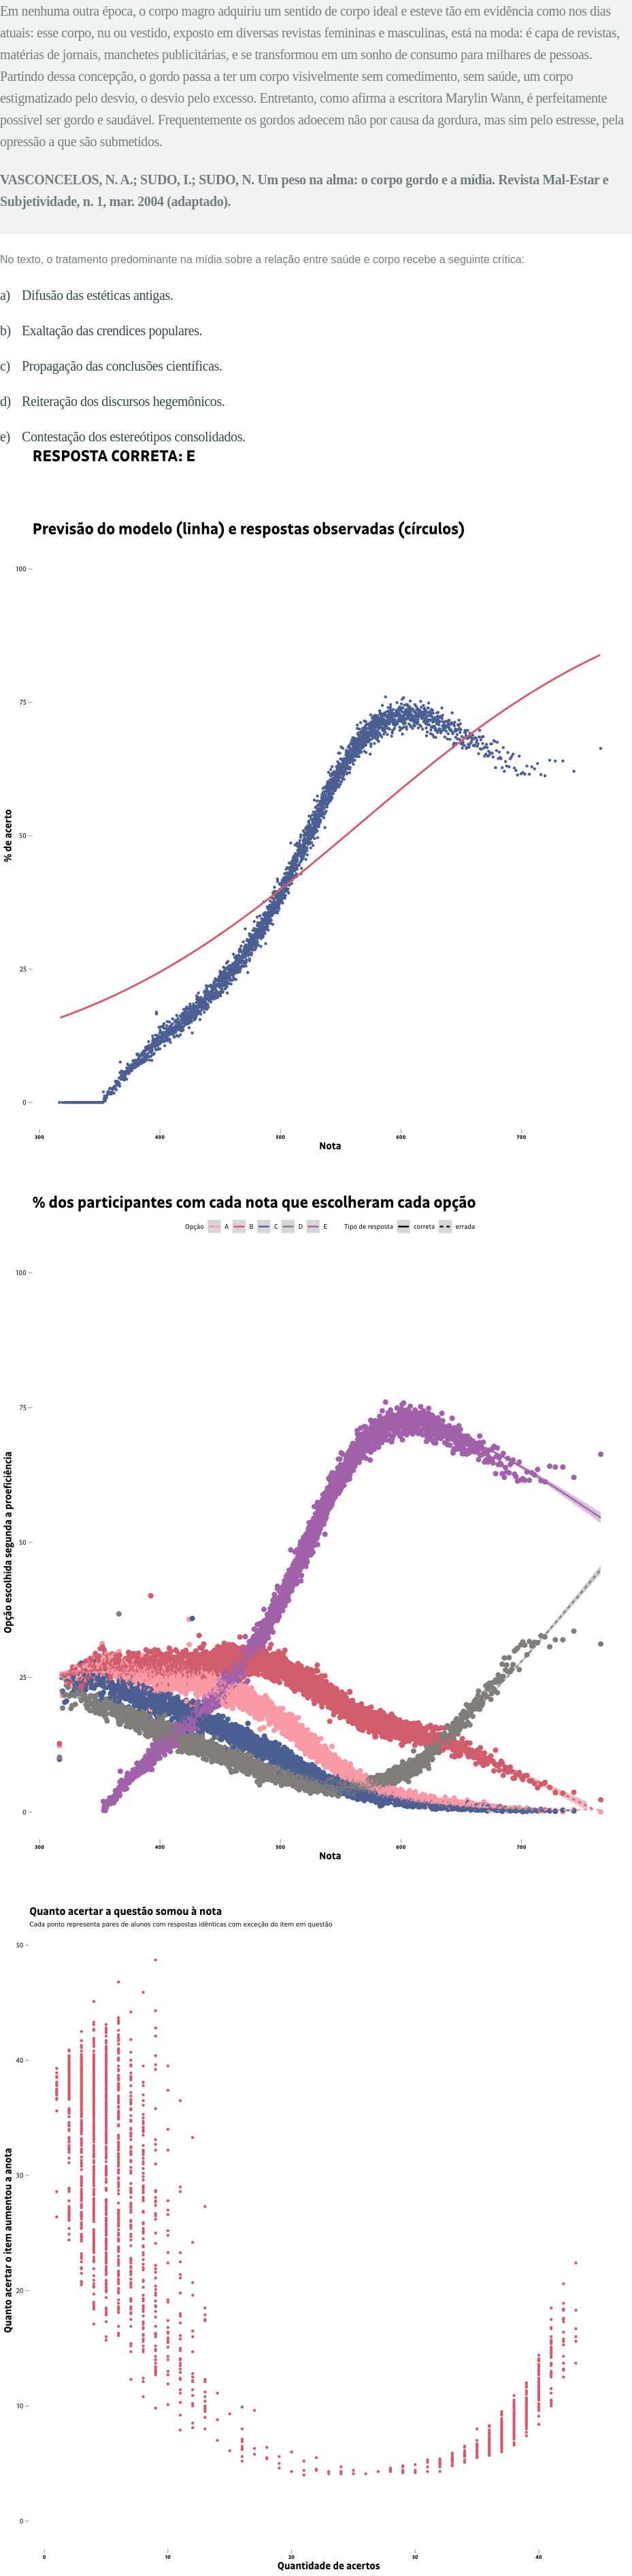 Em nenhuma outra época, o corpo magro adquiriu um sentido de corpo ideal e esteve tão em evidência como nos dias
atuais: esse corpo, nu ou vestido, exposto em diversas revistas femininas e masculinas, está na moda: é capa de revistas,
matérias de jornais, manchetes publicitárias, e se transformou em um sonho de consumo para milhares de pessoas.
Partindo dessa concepção, o gordo passa a ter um corpo visivelmente sem comedimento, sem saúde, um corpo
estigmatizado pelo desvio, o desvio pelo excesso. Entretanto, como afirma a escritora Marylin Wann, é perfeitamente
possível ser gordo e saudável. Frequentemente os gordos adoecem não por causa da gordura, mas sim pelo estresse, pela
opressão a que são submetidos.
VASCONCELOS, N. A.; SUDO, I.; SUDO, N. Um peso na alma: o corpo gordo e a mídia. Revista Mal-Estar e
Subjetividade, n. 1, mar. 2004 (adaptado).
No texto, o tratamento predominante na mídia sobre a relação entre saúde e corpo recebe a seguinte crítica:
a) Difusão das estéticas antigas.
b) Exaltação das crendices populares.
c) Propagação das conclusões científicas.
d) Reiteração dos discursos hegemônicos.
e) Contestação dos estereótipos consolidados.
RESPOSTA CORRETA: E
Previsão do modelo (linha) e respostas observadas (círculos)
100
75
50
25
0
% de acerto
300 400 500 600 700
Nota
% dos participantes com cada nota que escolheram cada opção
Opção A B C D E Tipo de resposta correta errada
100
75
50
25
0
Opção escolhida segunda a proeficiência
300 400 500 600 700
Nota
Quanto acertar a questão somou à nota
Cada ponto representa pares de alunos com respostas idênticas com exceção do item em questão
50
40
30
20
10
0
Quanto acertar o item aumentou a anota
0 10 20 30 40
Quantidade de acertos